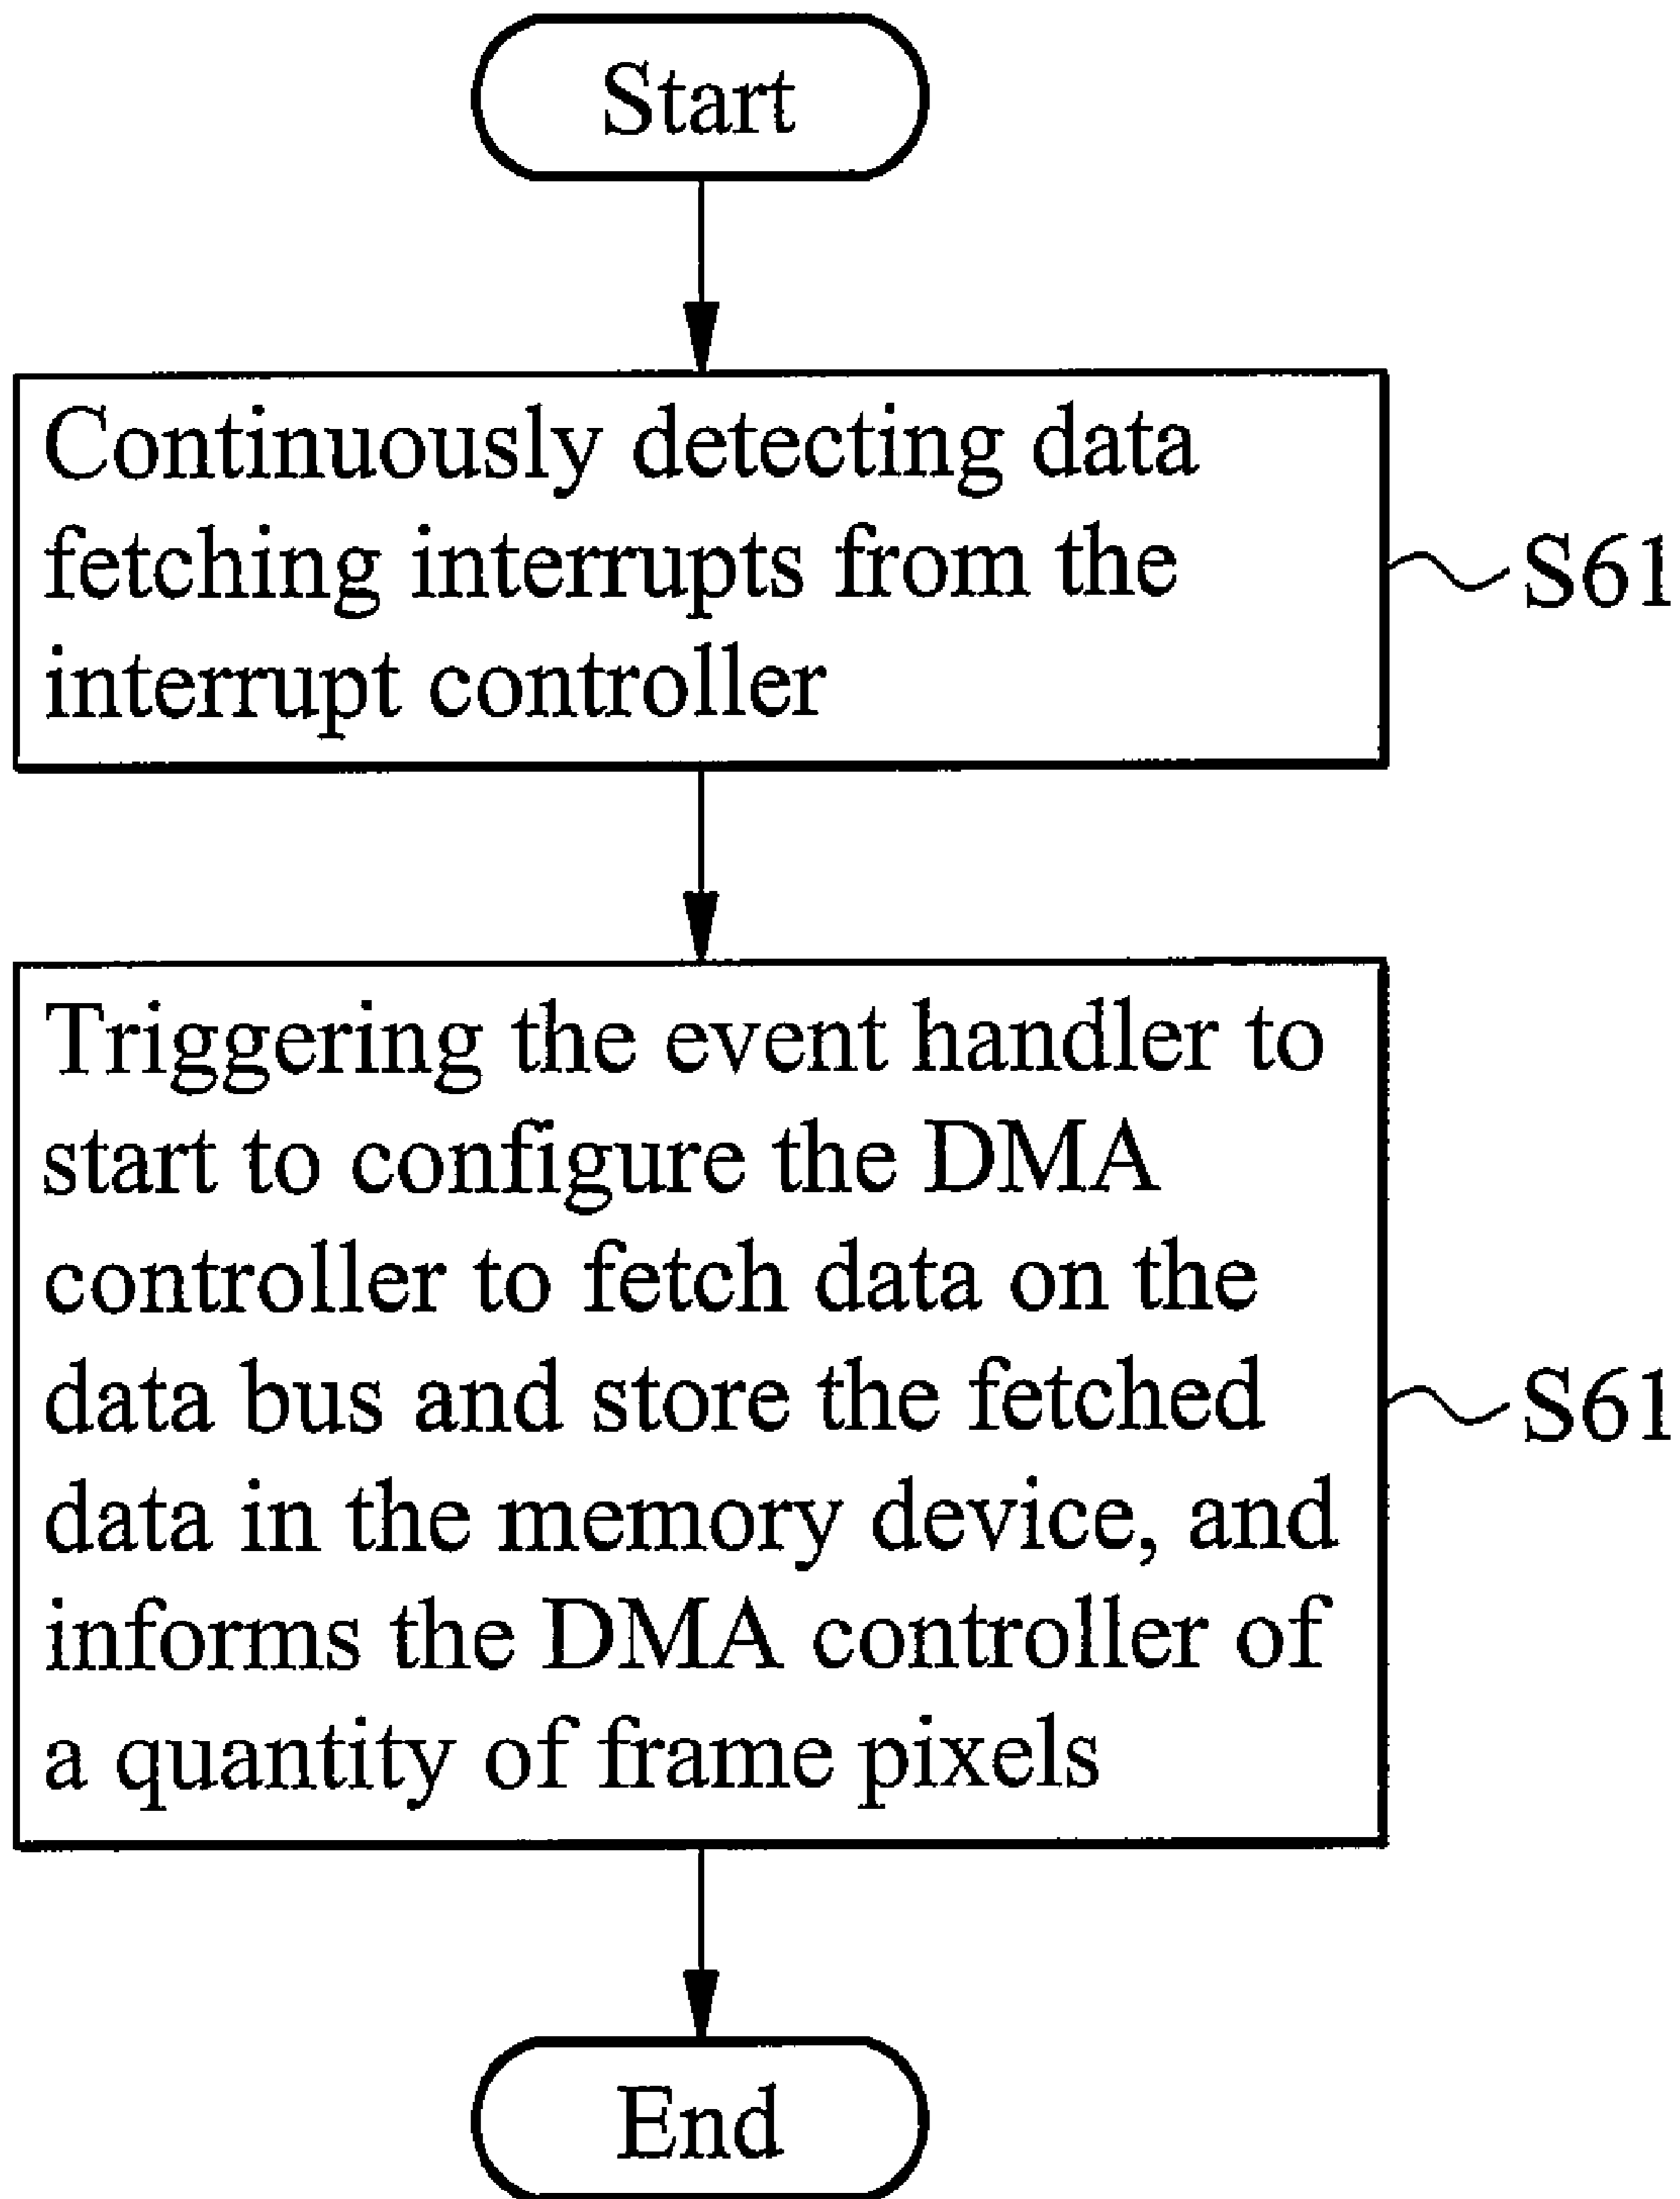 Start
Continuously detecting data
fetching interrupts from the
interrupt controller
S61
Triggering the event handler to
start to configure the DMA
controller to fetch data on the
data bus and store the fetched
data in the memory device, and
informs the DMA controller of
a quantity of frame pixels
S61
End